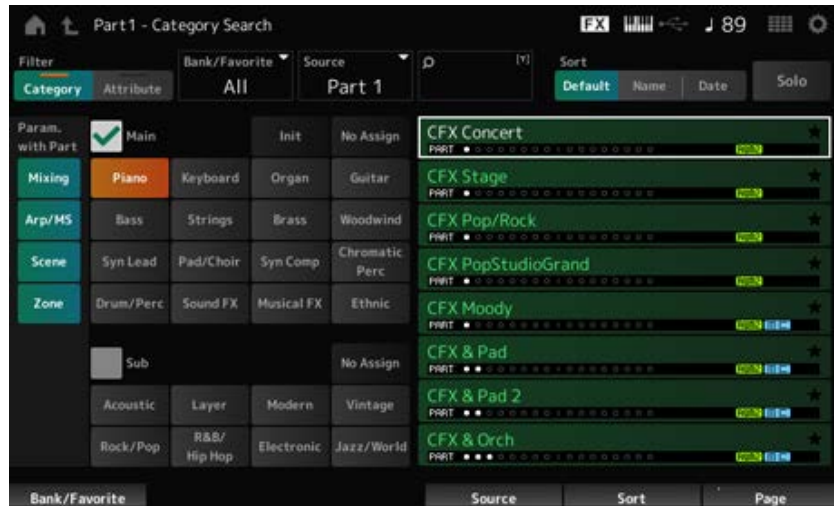 Part1 - Category Search FX 89
Filter Bank/Favorite Source [Y] Sort
Category Attribute All Part 1 Default Name Date Solo
Param. with Part
Main Init No Assign
Mixing Piano Keyboard Organ Guitar
Arp/MS Bass Strings Brass Woodwind
Scene Syn Lead Pad/Choir Syn Comp Chromatic Perc
Zone Drum/Perc Sound FX Musical FX Ethnic
Sub No Assign
Acoustic Layer Modern Vintage
Rock/Pop R&B/ Hip Hop Electronic Jazz/World
CFX Concert
PART
CFX Stage
PART
CFX Pop/Rock
PART
CFX PopStudioGrand
PART
CFX Moody
PART
CFX & Pad
PART
CFX & Pad 2
PART
CFX & Orch
PART
Bank/Favorite Source Sort Page